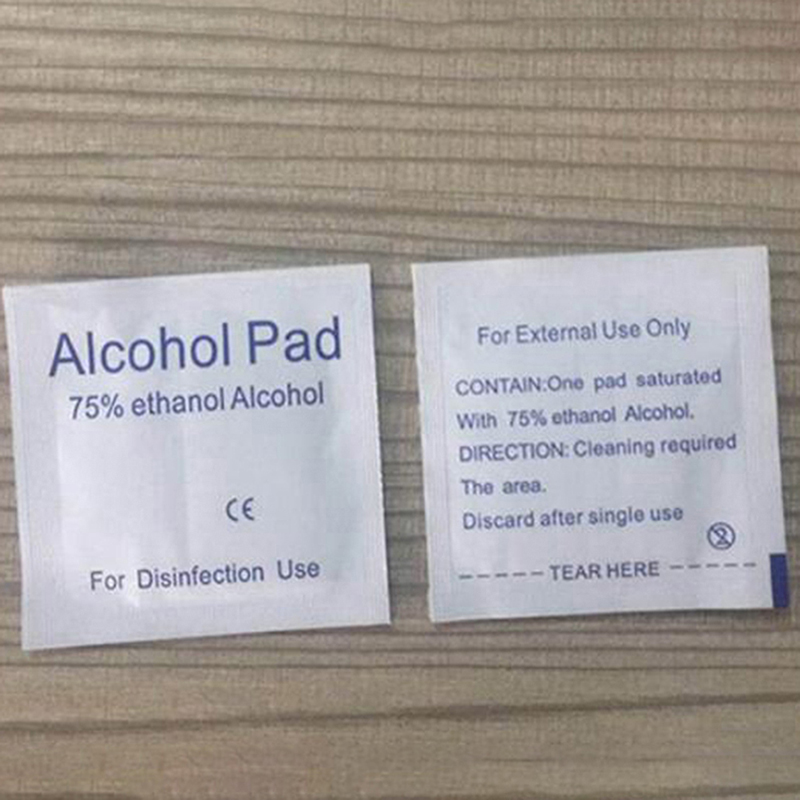 Alcohol Pad
75% ethanol Alcohol
CE
For Disinfection Use
For External Use Only
CONTAIN:One pad saturated
With 75% ethanol Alcohol.
DIRECTION: Cleaning required
The area.
Discard after single use
2
-----TEAR HERE-----